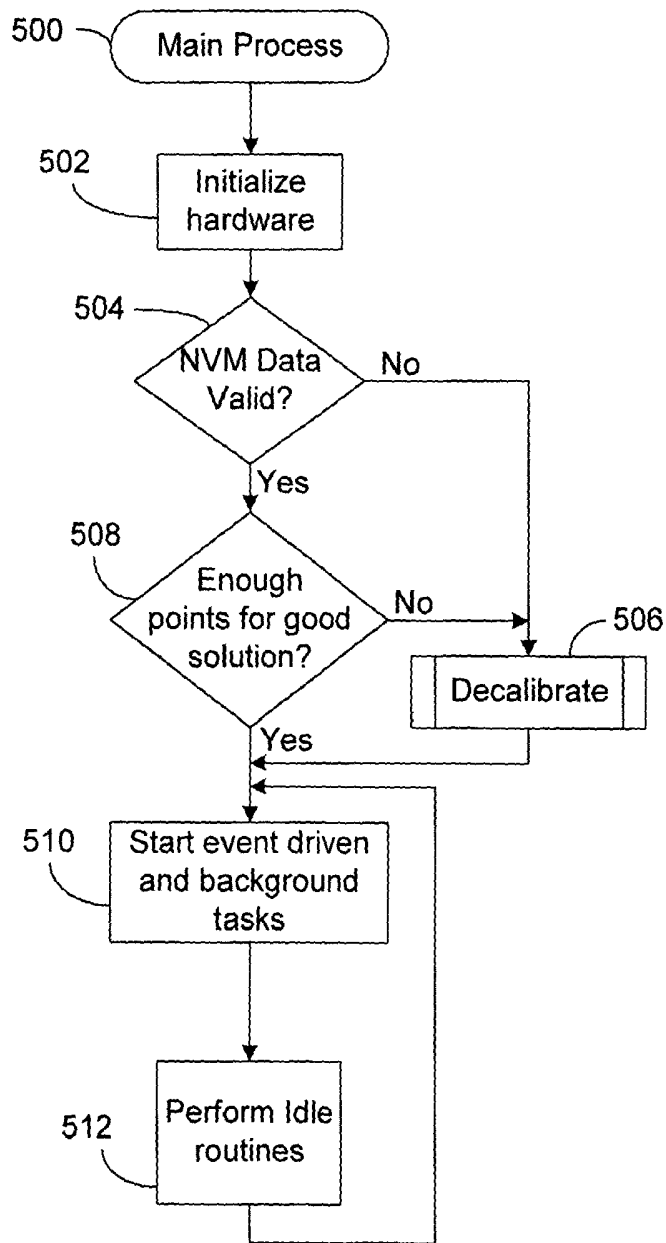 500
Main Process
502
Initialize
hardware
504
NVM Data
Valid?
No
Yes
508
Enough
points for good
solution?
No
506
Decalibrate
Yes
510
Start event driven
and background
tasks
512
Perform Idle
routines